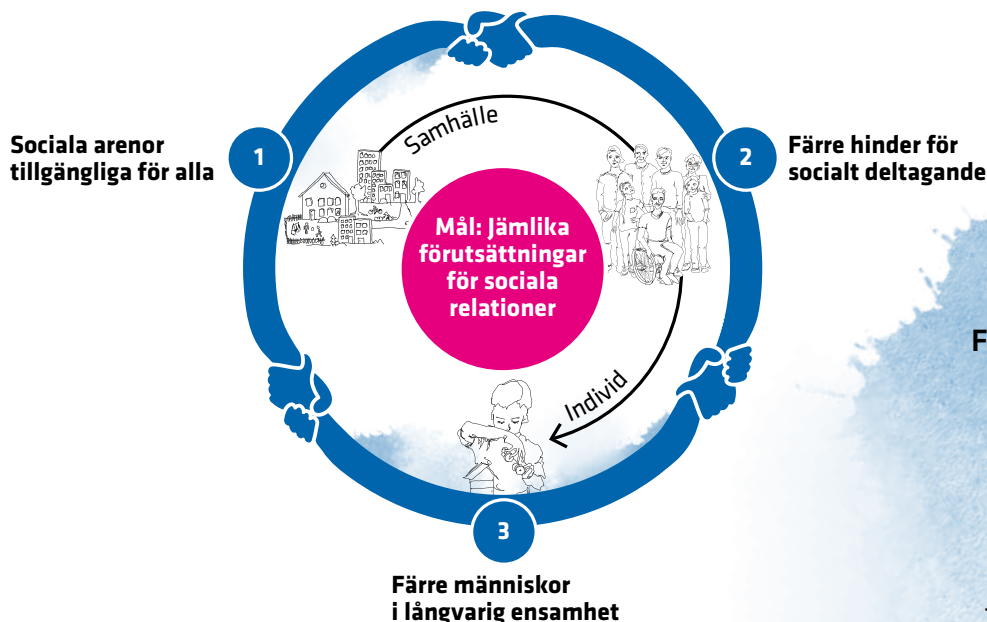 Samhälle
Sociala arenor
tillgängliga för alla
1
2
Färre hinder för
socialt deltagande
Mål: Jämlika
förutsättningar
för sociala
relationer
F
Individ
3
Färre människor
i långvarig ensamhet